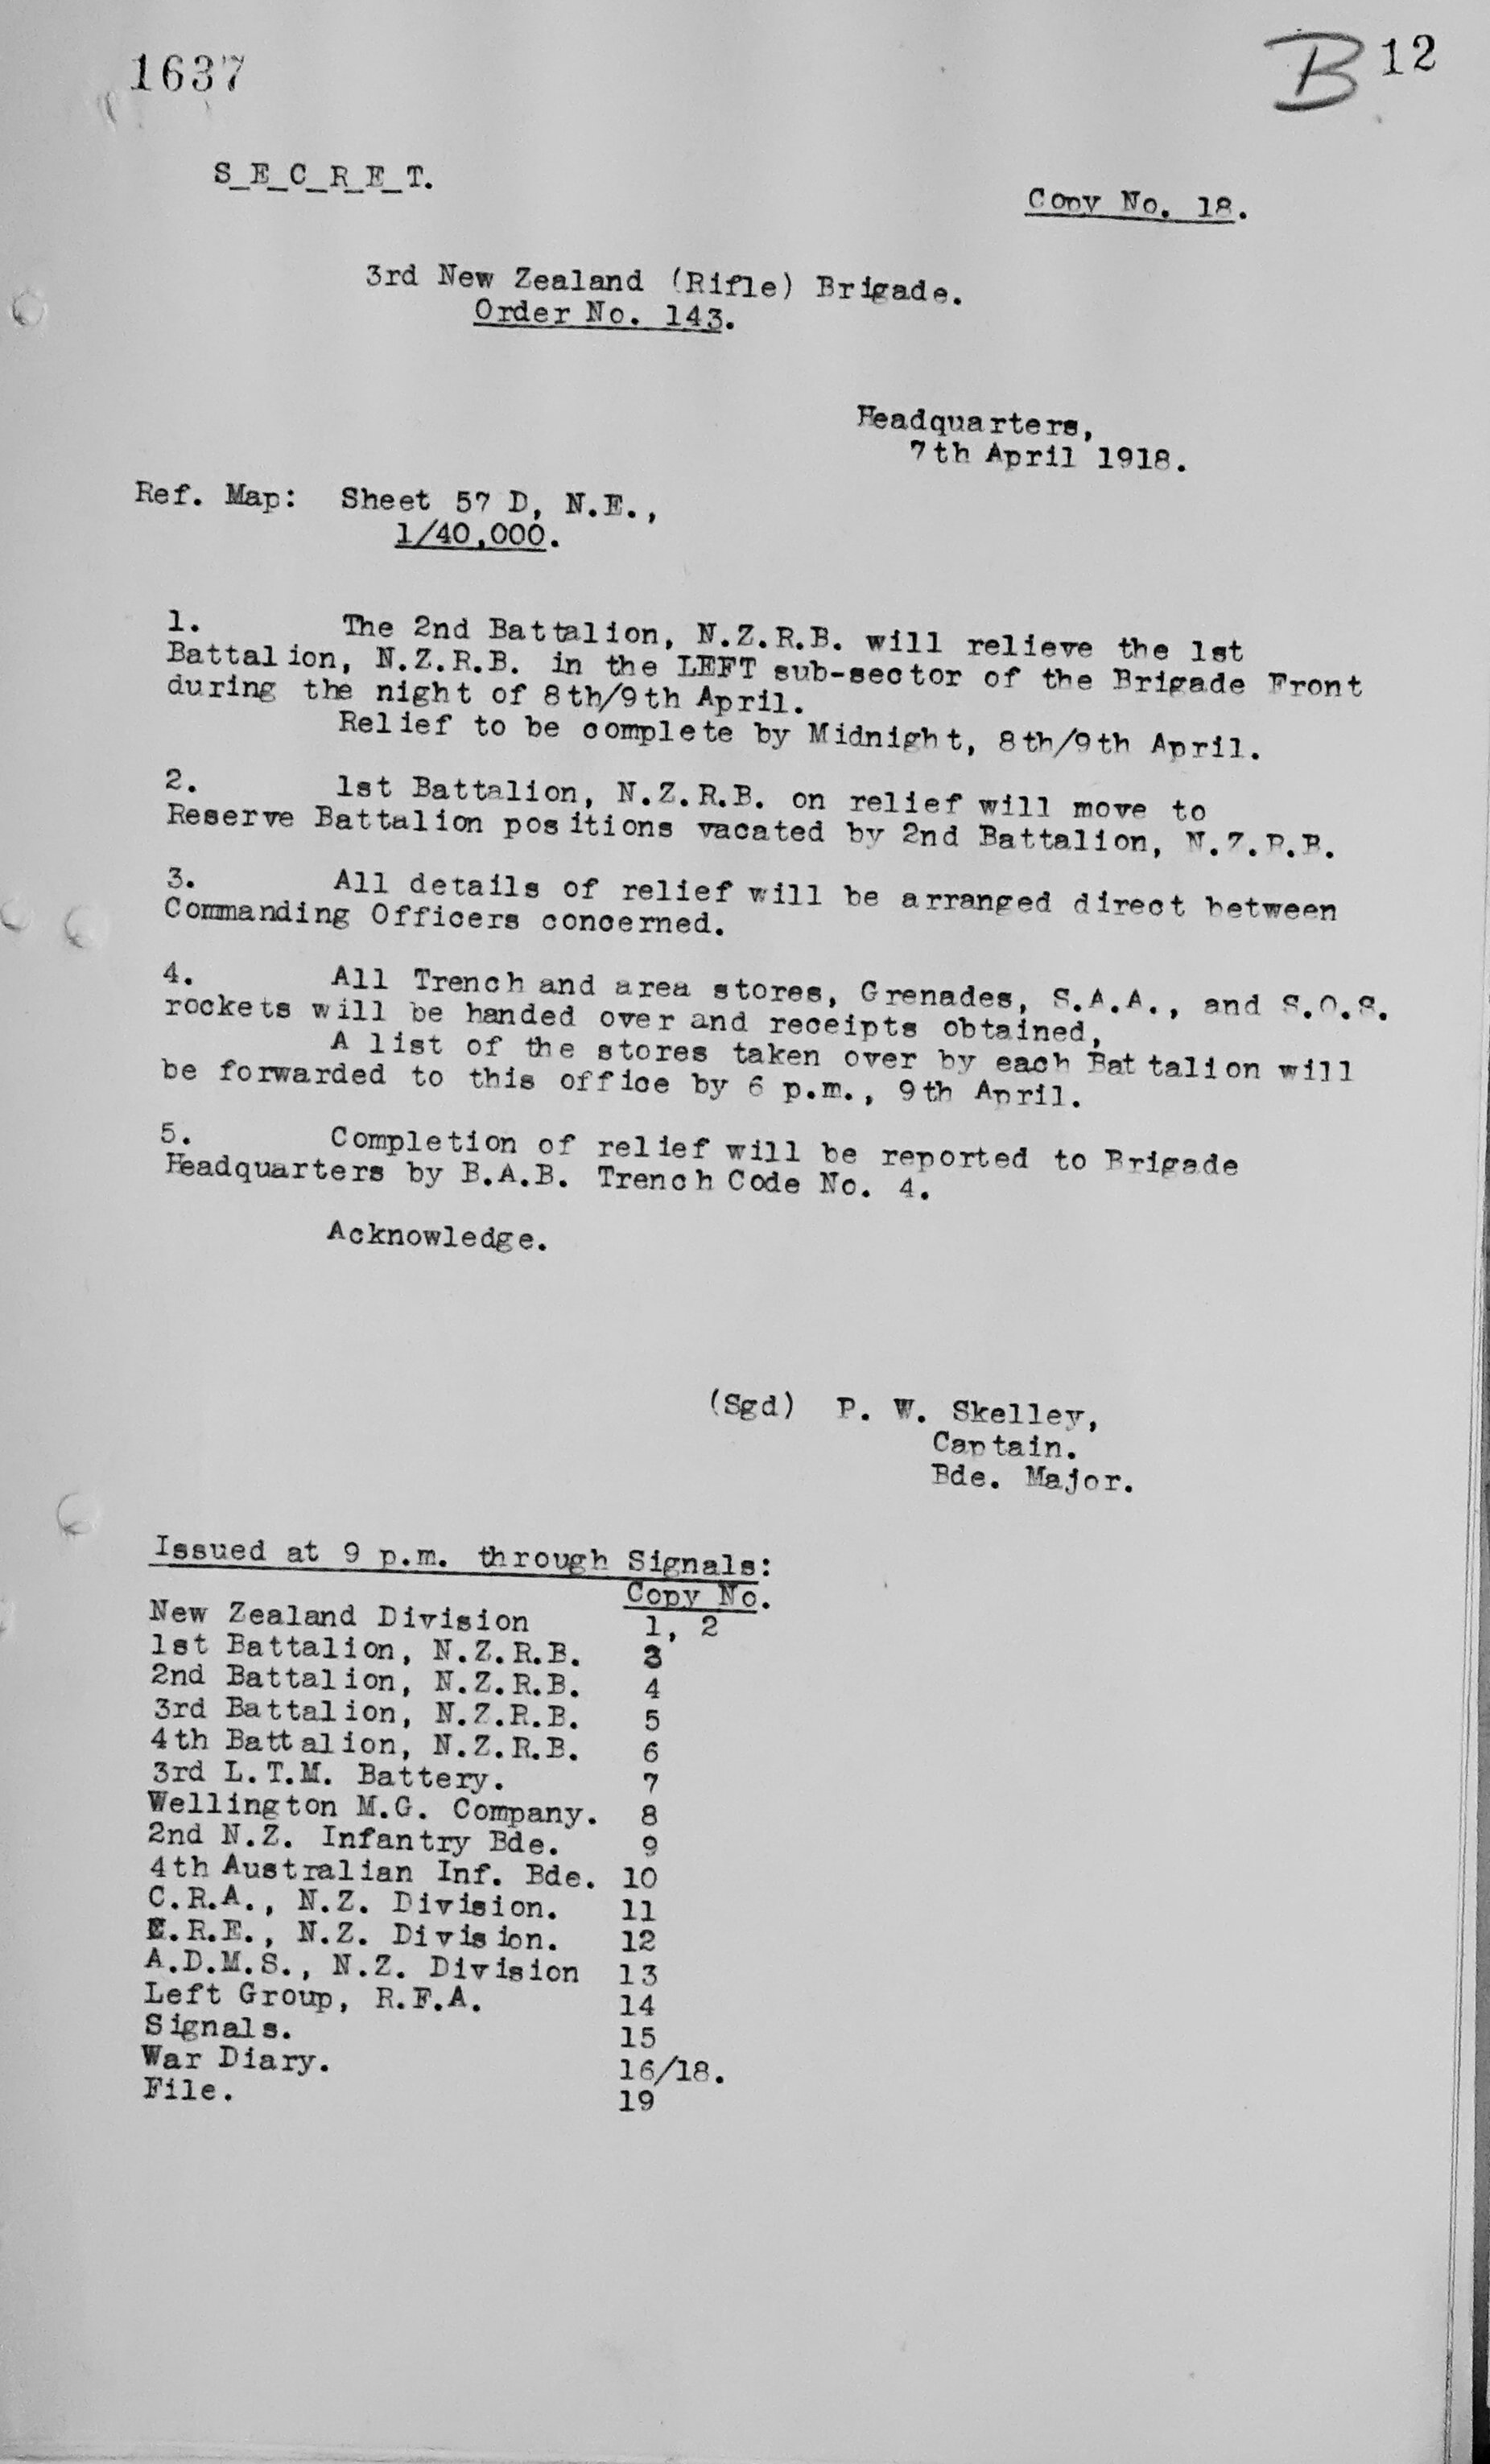 1637
B 12
S_E_C_R_E_T.
Copy No. 18.
3rd New Zealand (Rifle) Brigade.
Order No. 143.
Headquarters,
7th April 1918.
Ref. Map: Sheet 57 D, N.E.,
1/40,000.
1. The 2nd Battalion, N.Z.R.B. will relieve the 1st
Battalion, N.Z.R.B. in the LEFT sub-sector of the Brigade Front
during the night of 8th/9th April.
Relief to be complete by Midnight, 8th/9th April.
2. 1st Battalion, N.Z.R.B. on relief will move to
Reserve Battalion positions vacated by 2nd Battalion, N.Z.R.B.
3. All details of relief will be arranged direct between
Commanding Officers concerned.
4. All Trench and area stores, Grenades, S.A.A., and S.O.S.
rockets will be handed over and receipts obtained,
A list of the stores taken over by each Battalion will
be forwarded to this office by 6 p.m., 9th April.
5. Completion of relief will be reported to Brigade
Headquarters by B.A.B. Trench Code No. 4.
Acknowledge.
(Sgd) P. W. Skelley,
Captain.
Bde. Major.
Issued at 9 p.m. through Signals:
Copy No.
New Zealand Division 1, 2
1st Battalion, N.Z.R.B. 3
2nd Battalion, N.Z.R.B. 4
3rd Battalion, N.Z.R.B. 5
4th Battalion, N.Z.R.B. 6
3rd L.T.M. Battery. 7
Wellington M.G. Company. 8
2nd N.Z. Infantry Bde. 9
4th Australian Inf. Bde. 10
C.R.A., N.Z. Division. 11
C.R.E., N.Z. Division. 12
A.D.M.S., N.Z. Division 13
Left Group, R.F.A. 14
Signals. 15
War Diary. 16/18.
File. 19